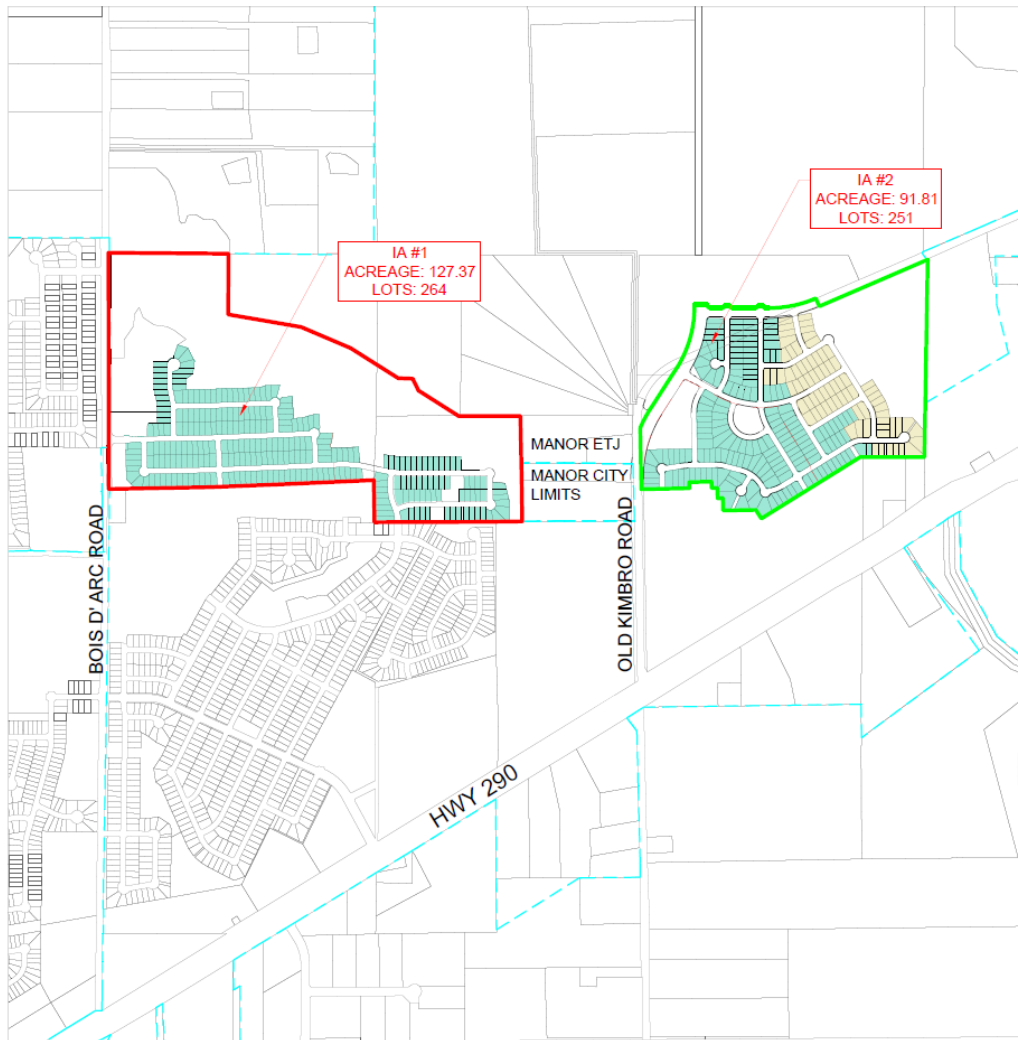 IA #2
ACREAGE: 91.81
LOTS: 251
IA #1
ACREAGE: 127.37
LOTS: 264
MANOR ETJ
MANOR CITY
LIMITS
BOIS D' ARC ROAD
OLD KIMBRO ROAD
HWY 290